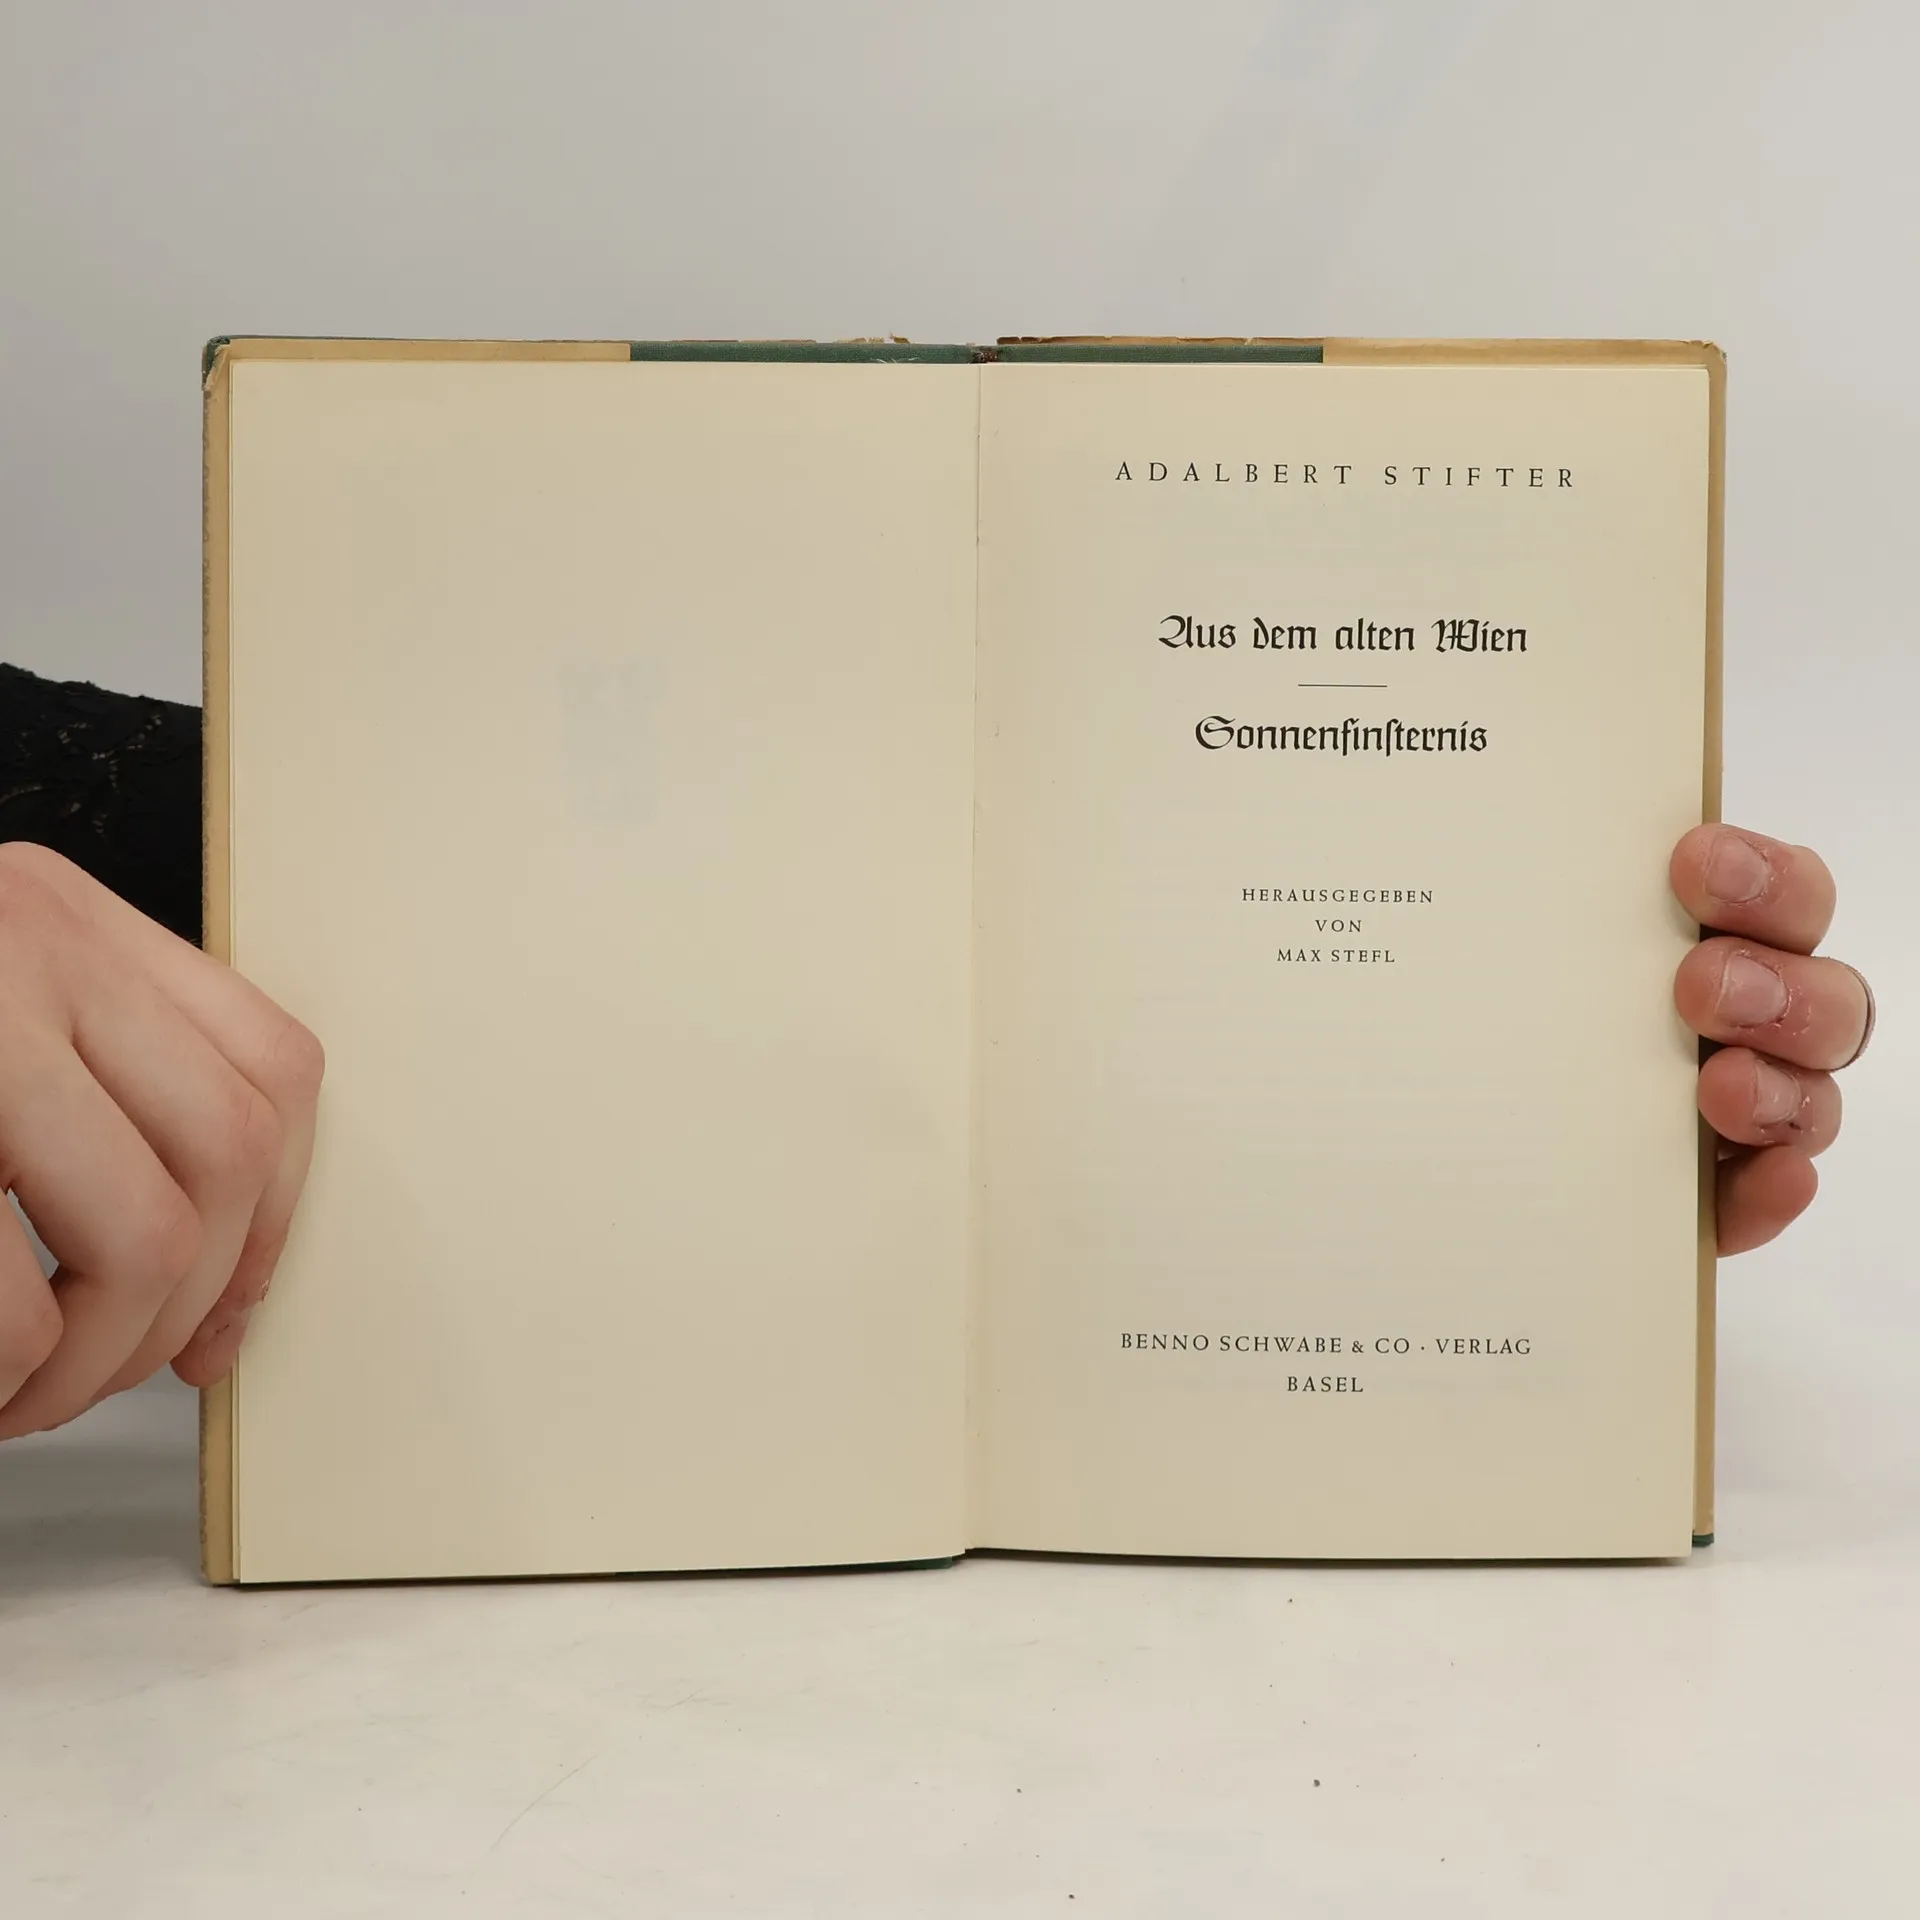 ADALBERT STIFTER
Aus dem alten Wien
Sonnenfinſternis
HERAUSGEGEBEN
VON
MAX STEFL
BENNO SCHWABE & CO · VERLAG
BASEL